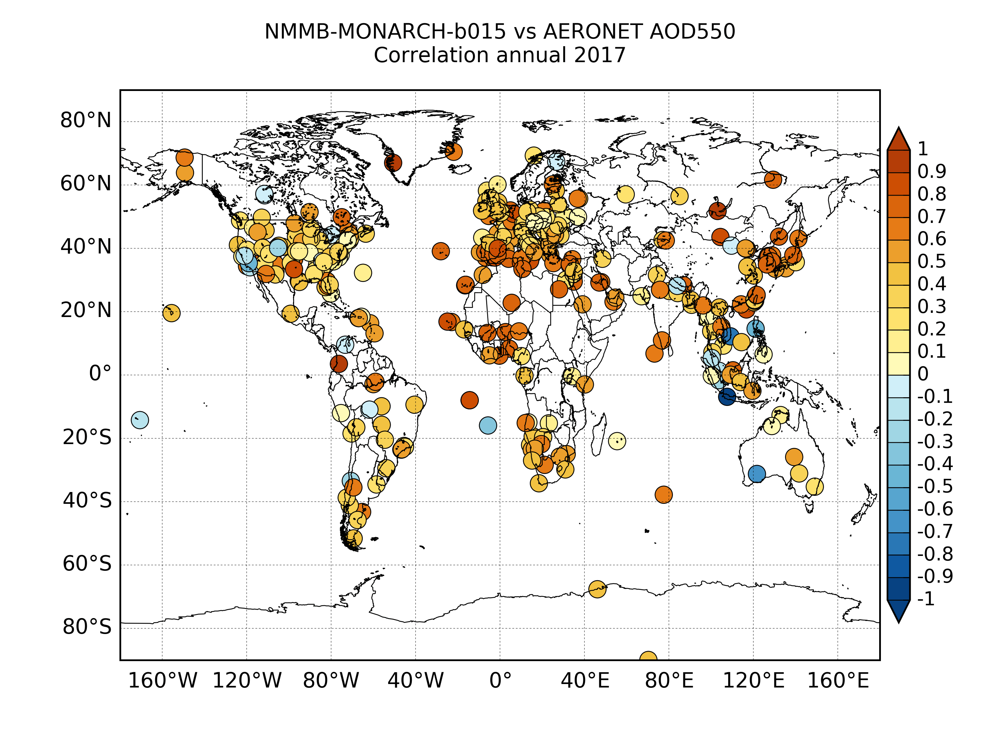 NMMB-MONARCH-b015 vs AERONET AOD550
Correlation annual 2017
80°N
60°N
40°N
20°N
0°
20°S
40°S
60°S
80°S
160°W 120°W 80°W 40°W 0° 40°E 80°E 120°E 160°E
1
0.9
0.8
0.7
0.6
0.5
0.4
0.3
0.2
0.1
0
-0.1
-0.2
-0.3
-0.4
-0.5
-0.6
-0.7
-0.8
-0.9
-1